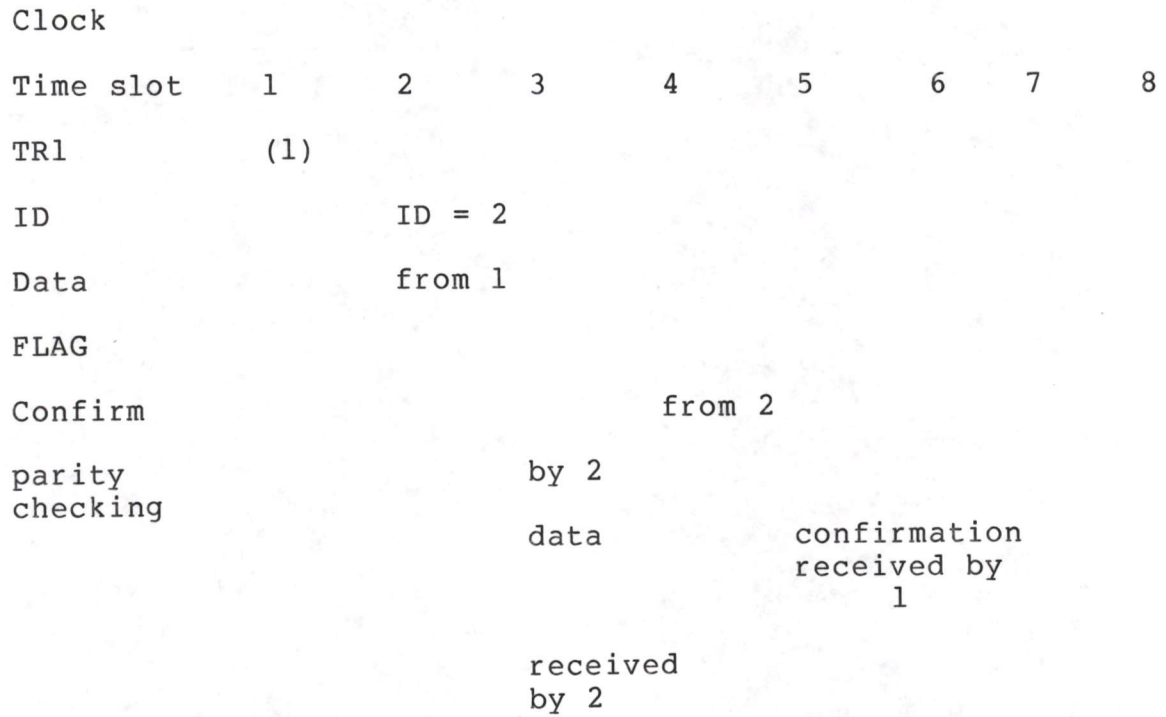 Clock
Time slot 1 2 3 4 5 6 7 8
TR1 (1)
ID ID = 2
Data from 1
FLAG
Confirm from 2
parity by 2
checking
data confirmation
received by
1
received
by 2